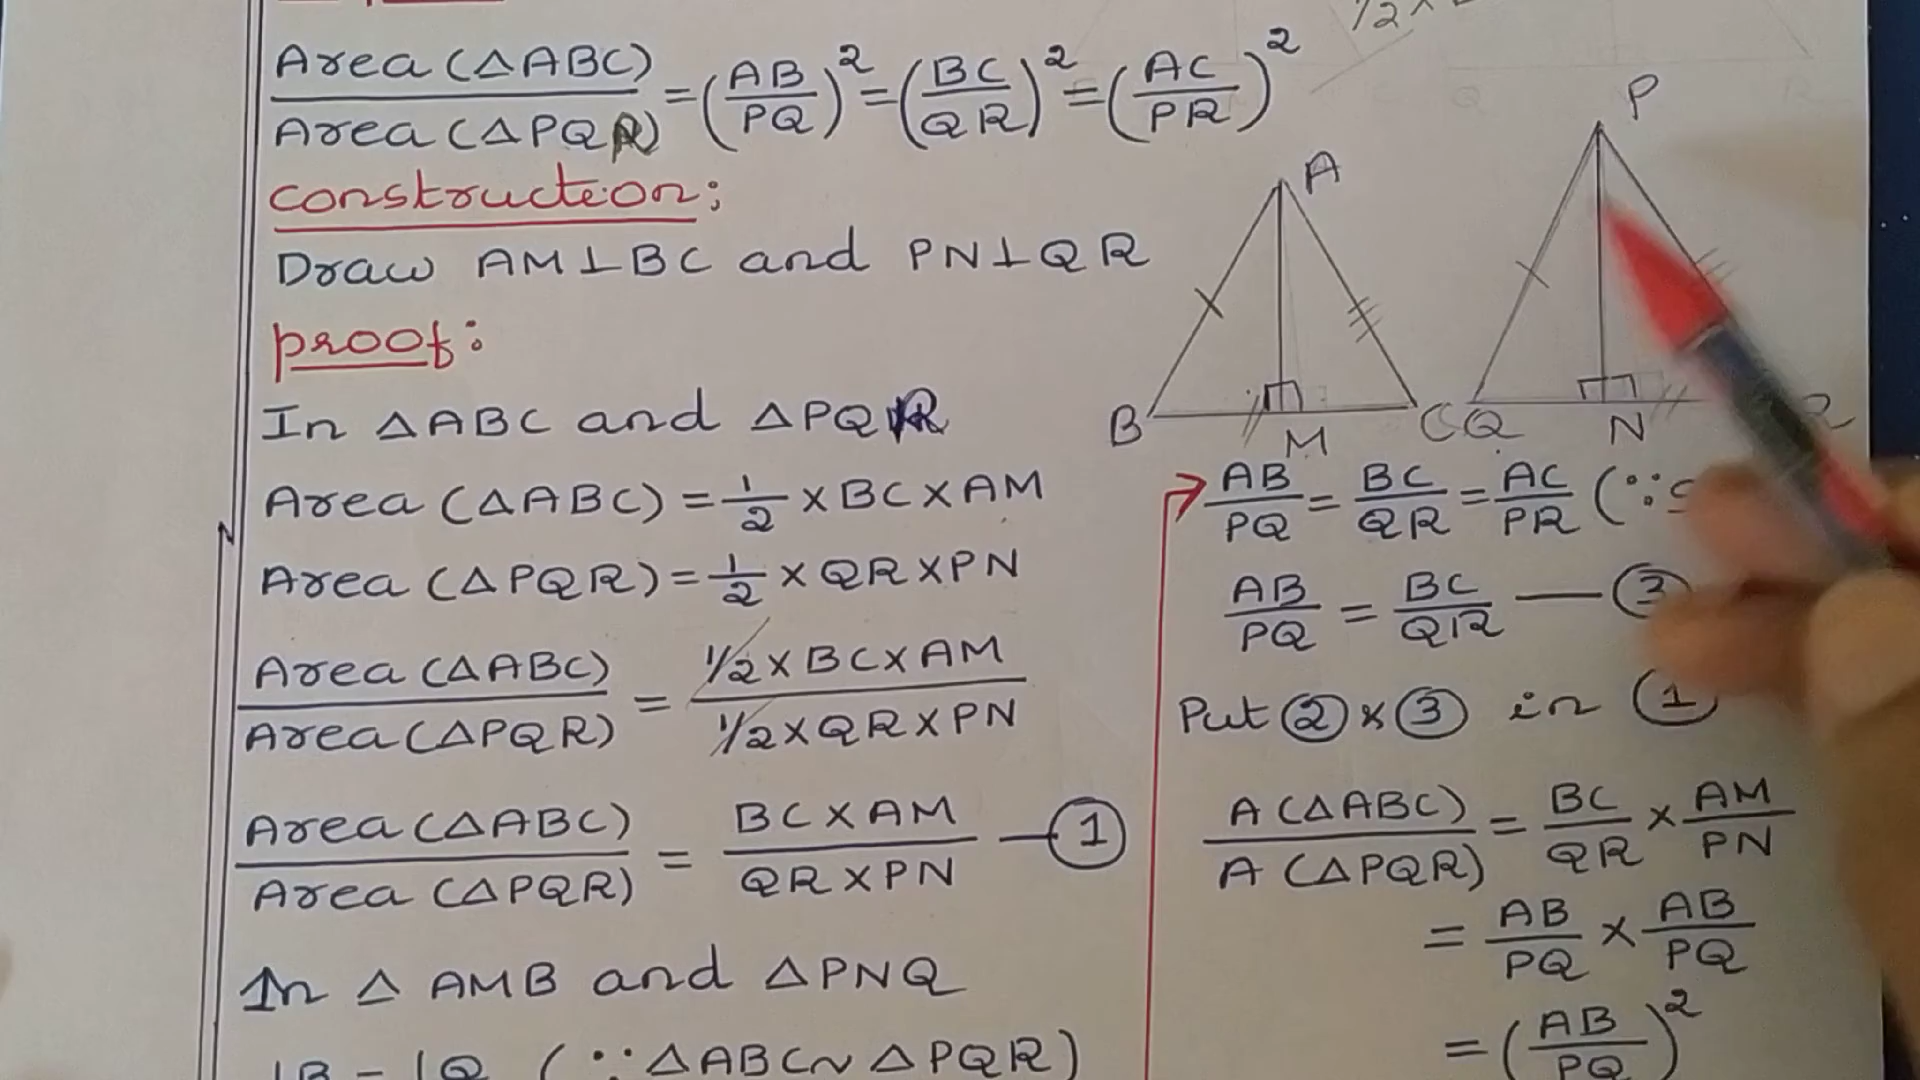 Area (△ABC) / Area (△PQR) = (AB/PQ)² = (BC/QR)² = (AC/PR)²
construction:
Draw AM⊥BC and PN⊥QR
proof:
In △ABC and △PQR
Area (△ABC) = 1/2 × BC × AM
Area (△PQR) = 1/2 × QR × PN
Area (△ABC) / Area (△PQR) = 1/2 × BC × AM / 1/2 × QR × PN
Area (△ABC) / Area (△PQR) = BC × AM / QR × PN — ①
In △ AMB and △PNQ
∠B = ∠Q (∵ △ABC ~ △PQR)
1/2 ×
A
B
M
C
P
Q
N
R
AB/PQ = BC/QR = AC/PR (∵
AB/PQ = BC/QR — ③
Put ② & ③ in ①
A (△ABC) / A (△PQR) = BC/QR × AM/PN
= AB/PQ × AB/PQ
= (AB/PQ)²